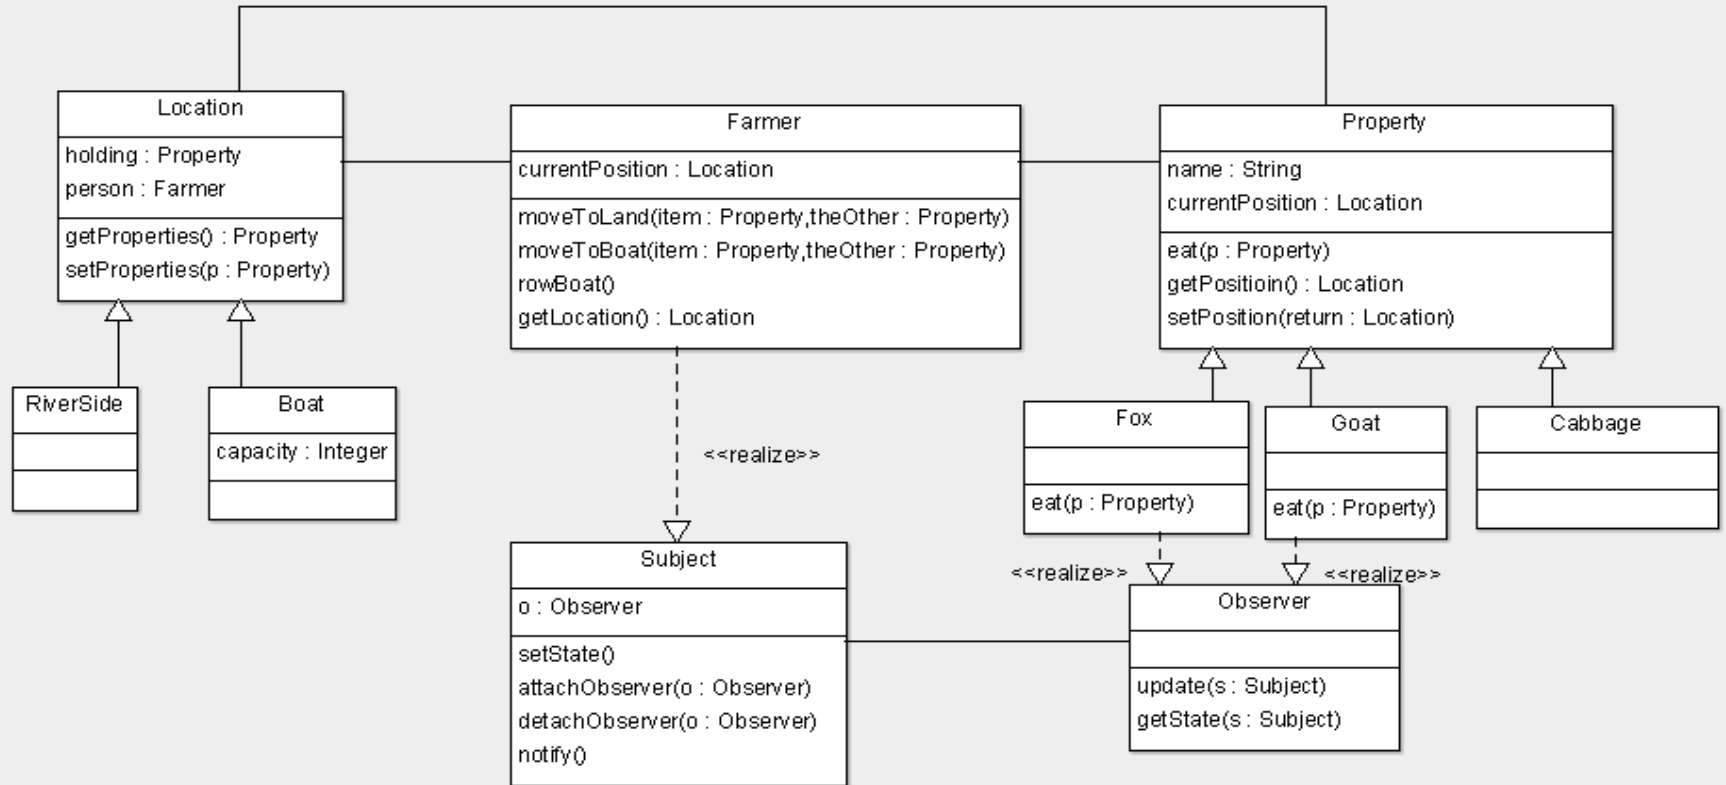 Location
holding : Property
person : Farmer
getProperties() : Property
setProperties(p : Property)
Farmer
currentPosition : Location
moveToLand(item : Property,theOther : Property)
moveToBoat(item : Property,theOther : Property)
rowBoat()
getLocation() : Location
Property
name : String
currentPosition : Location
eat(p : Property)
getPositioin() : Location
setPosition(return : Location)
RiverSide
Boat
capacity : Integer
<<realize>>
Fox
eat(p : Property)
Goat
eat(p : Property)
Cabbage
<<realize>>
<<realize>>
Subject
o : Observer
setState()
attachObserver(o : Observer)
detachObserver(o : Observer)
notify()
Observer
update(s : Subject)
getState(s : Subject)